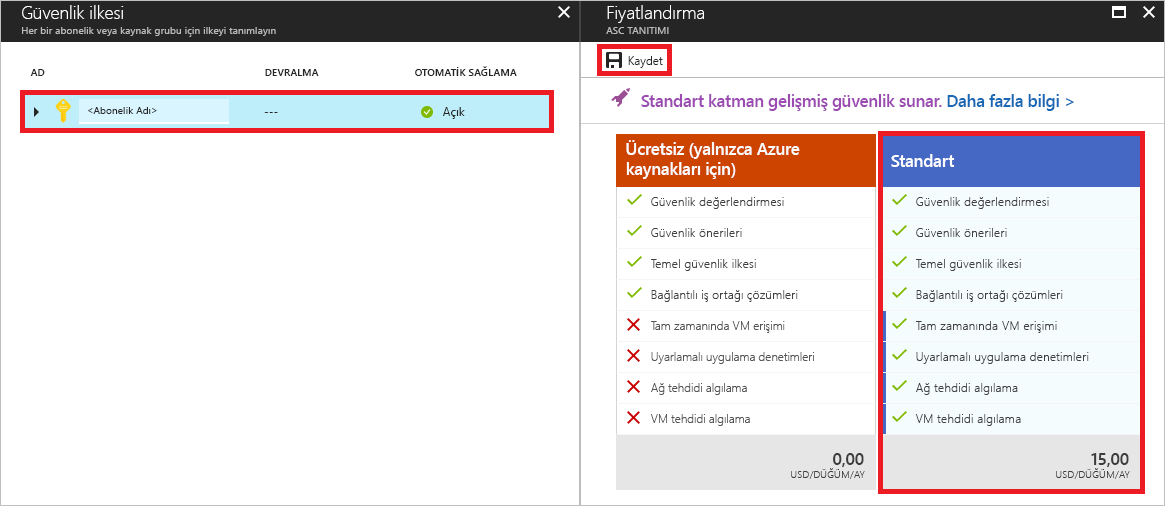 Güvenlik ilkesi
Her bir abonelik veya kaynak grubu için ilkeyi tanımlayın
AD DEVRALMA OTOMATİK SAĞLAMA
<Abonelik Adı> --- Açık
Fiyatlandırma
ASC TANITIMI
Kaydet
Standart katman gelişmiş güvenlik sunar. Daha fazla bilgi >
Ücretsiz (yalnızca Azure
kaynakları için)
Güvenlik değerlendirmesi
Güvenlik önerileri
Temel güvenlik ilkesi
Bağlantılı iş ortağı çözümleri
Tam zamanında VM erişimi
Uyarlamalı uygulama denetimleri
Ağ tehdidi algılama
VM tehdidi algılama
0,00
USD/DÜĞÜM/AY
Standart
Güvenlik değerlendirmesi
Güvenlik önerileri
Temel güvenlik ilkesi
Bağlantılı iş ortağı çözümleri
Tam zamanında VM erişimi
Uyarlamalı uygulama denetimleri
Ağ tehdidi algılama
VM tehdidi algılama
15,00
USD/DÜĞÜM/AY